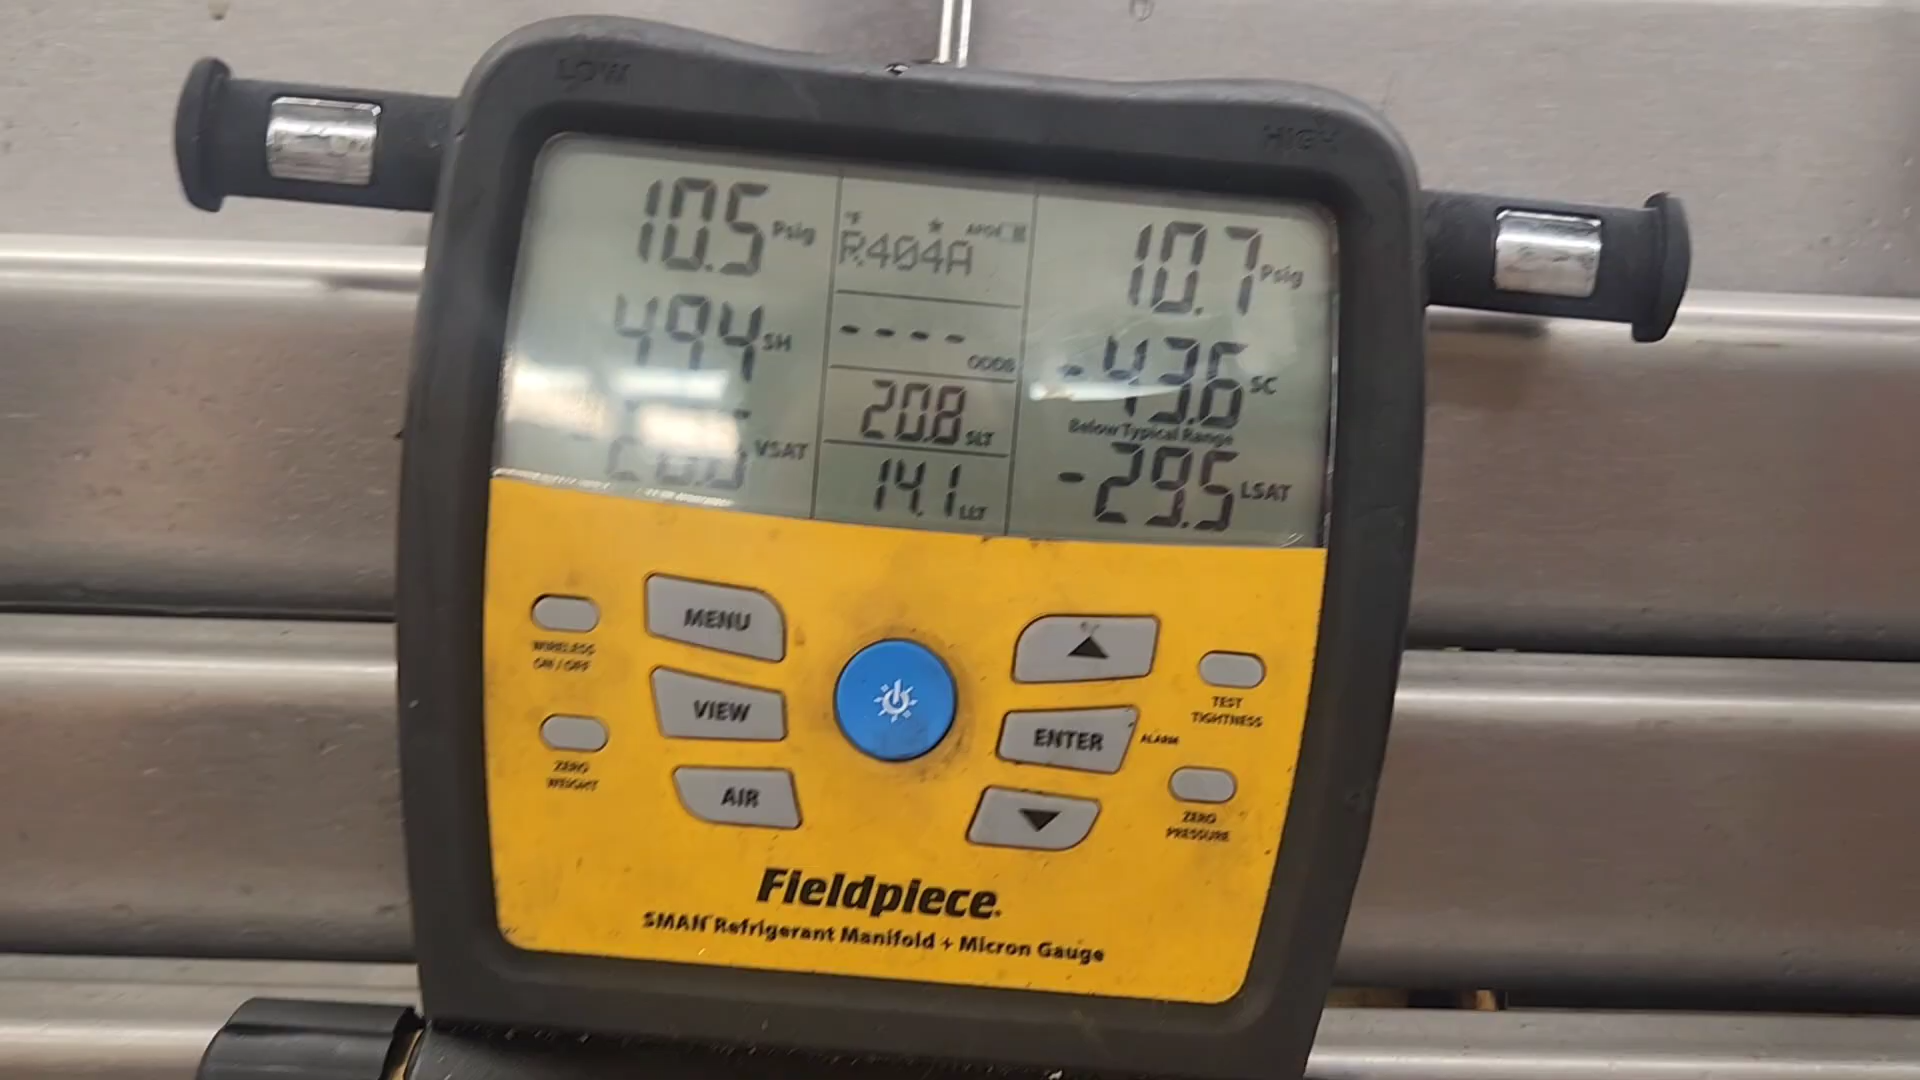 LOW
HIGH
10.5 Psig
°F
R404A
10.7 Psig
49.4 SH
----
ODDB
-43.6 SC
Below Typical Range
20.8 SLT
VSAT
14.1 LLT
-29.5 LSAT
MENU
WIRELESS
ON / OFF
VIEW
TEST
TIGHTNESS
ENTER
ALARM
ZERO
WEIGHT
AIR
ZERO
PRESSURE
Fieldpiece
SMAN Refrigerant Manifold + Micron Gauge